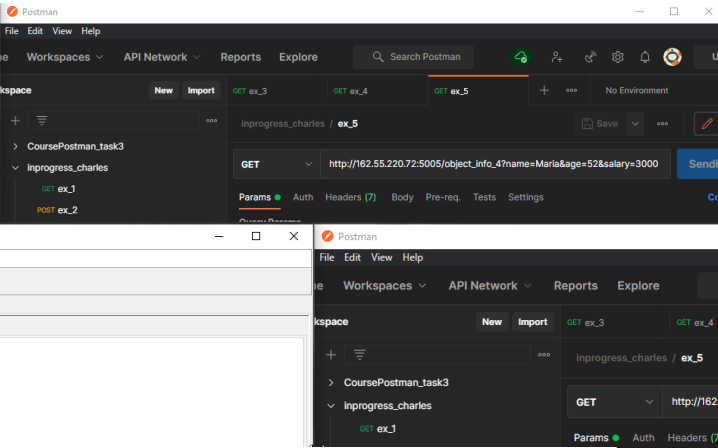 Postman
File Edit View Help
Workspaces API Network Reports Explore Search Postman
kspace New Import GET ex_3 GET ex_4 GET ex_5 No Environment
inprogress_charles / ex_5 Save
CoursePostman_task3
inprogress_charles
GET http://162.55.220.72:5005/object_info_4?name=Maria&age=52&salary=3000 Sendi
GET ex_1
Params Auth Headers (7) Body Pre-req. Tests Settings Co
POST ex_2
Postman
File Edit View Help
Workspaces API Network Reports Explore
kspace New Import GET ex_3 GET ex_4
inprogress_charles / ex_5
CoursePostman_task3
inprogress_charles
GET http://162
GET ex_1
Params Auth Headers (7